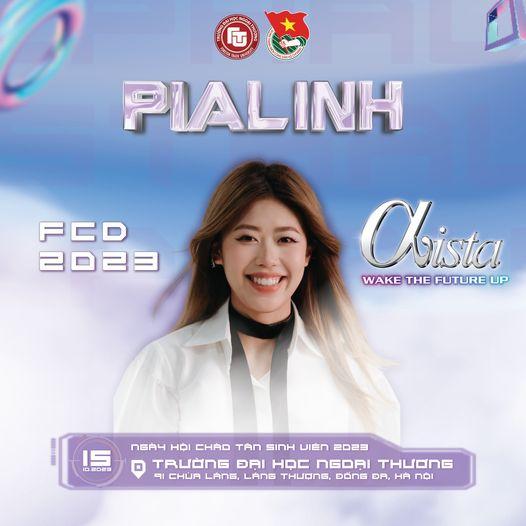 PIALINH
FCD
2023
αista
WAKE THE FUTURE UP
15
10.2023
NGÀY HỘI CHÀO TÂN SINH VIÊN 2023
TRƯỜNG ĐẠI HỌC NGOẠI THƯƠNG
91 CHÙA LÁNG, LÁNG THƯỢNG, ĐỐNG ĐA, HÀ NỘI